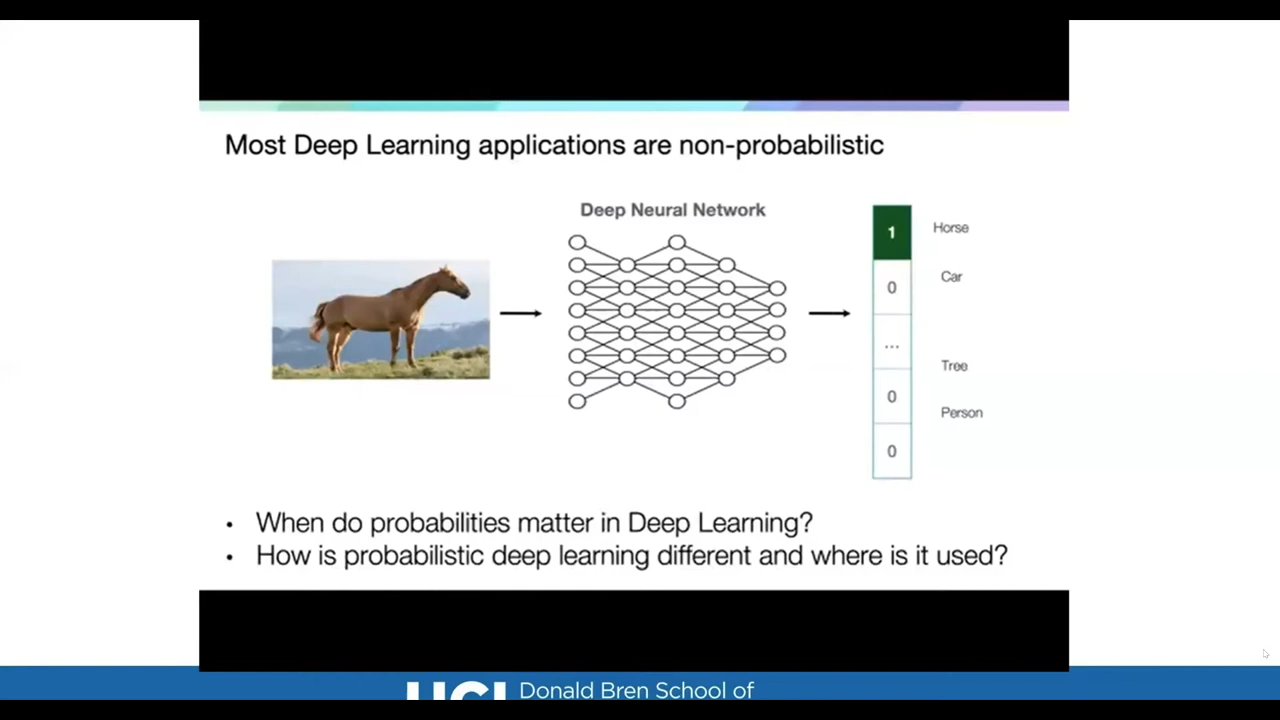 Most Deep Learning applications are non-probabilistic
Deep Neural Network
1
Horse
0
Car
...
Tree
0
Person
0
• When do probabilities matter in Deep Learning?
• How is probabilistic deep learning different and where is it used?
UCI Donald Bren School of